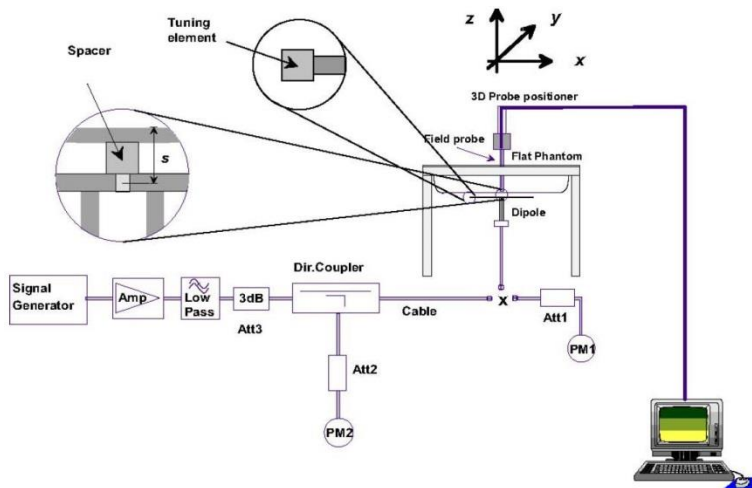 Tuning
element
Spacer
s
z
y
x
3D Probe positioner
Field probe
Flat Phantom
Dipole
Signal
Generator
Amp
Low
Pass
3dB
Att3
Dir.Coupler
Cable
x
Att1
PM1
Att2
PM2